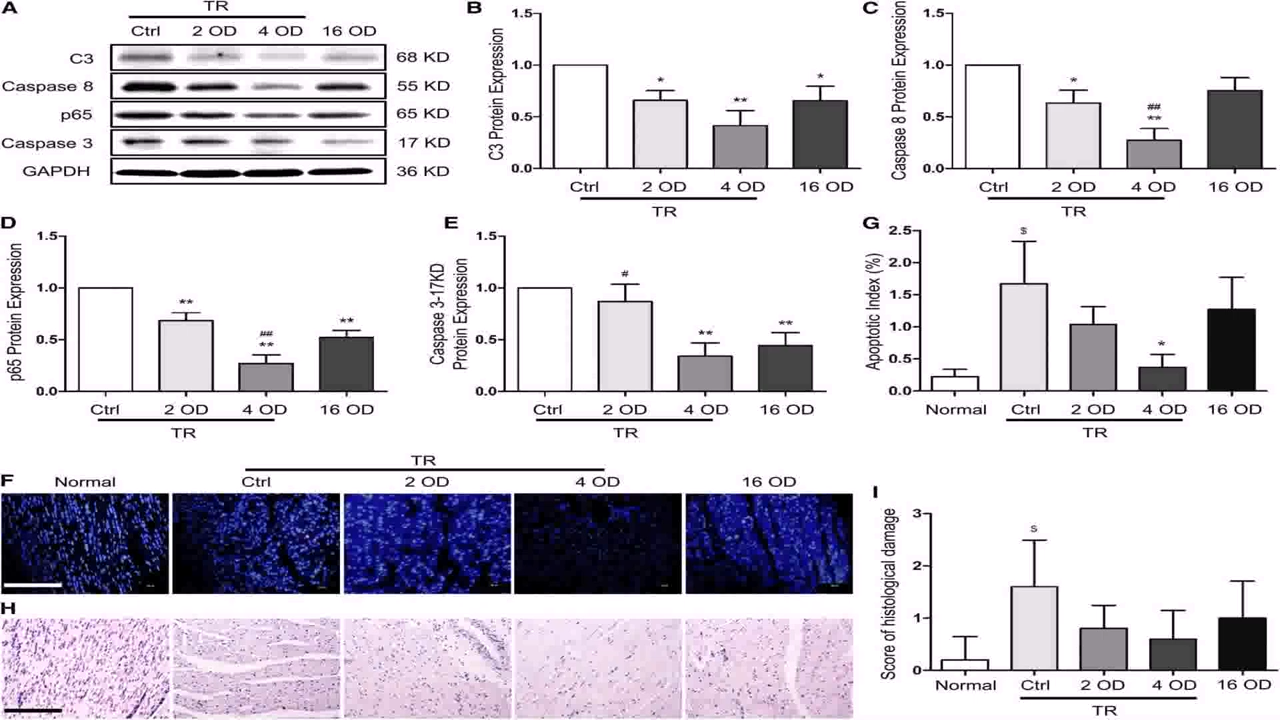 A
TR
Ctrl 2 OD 4 OD 16 OD
C3 68 KD
Caspase 8 55 KD
p65 65 KD
Caspase 3 17 KD
GAPDH 36 KD
B
C3 Protein Expression
1.5
1.0
0.5
0.0
*
**
*
Ctrl 2 OD 4 OD 16 OD
TR
C
Caspase 8 Protein Expression
1.5
1.0
0.5
0.0
*
##
**
Ctrl 2 OD 4 OD 16 OD
TR
D
p65 Protein Expression
1.5
1.0
0.5
0.0
**
##
**
**
Ctrl 2 OD 4 OD 16 OD
TR
E
Caspase 3-17KD
Protein Expression
1.5
1.0
0.5
0.0
#
**
**
Ctrl 2 OD 4 OD 16 OD
TR
G
Apoptotic Index (%)
2.5
2.0
1.5
1.0
0.5
0.0
$
*
Normal Ctrl 2 OD 4 OD 16 OD
TR
F
TR
Normal Ctrl 2 OD 4 OD 16 OD
H
I
Score of histological damage
3
2
1
0
$
Normal Ctrl 2 OD 4 OD 16 OD
TR